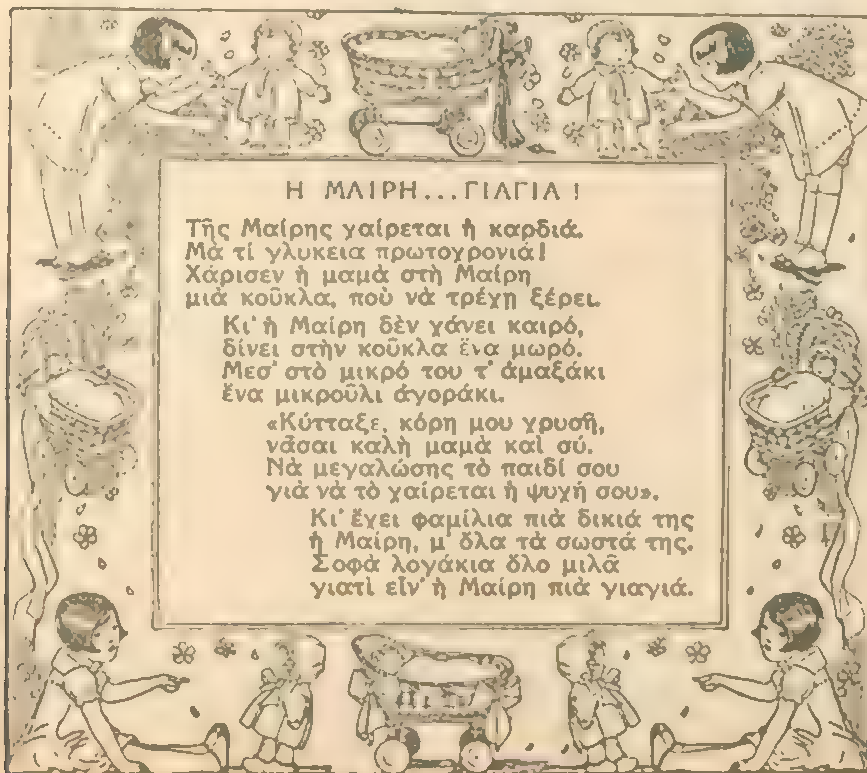 Η ΜΑΙΡΗ...ΓΙΑΓΙΑ!
Τῆς Μαίρης χαίρεται ἡ καρδιά.
Μὰ τί γλυκεια πρωτοχρονιά!
Χάρισεν ἡ μαμὰ στὴ Μαίρη
μιὰ κοῦκλα, ποὺ νὰ τρέχη ξέρει.
Κι' ἡ Μαίρη δὲν χάνει καιρό,
δίνει στὴν κοῦκλα ἕνα μωρό.
Μεσ' στὸ μικρό του τ' ἁμαξάκι
ἕνα μικροῦλι ἀγοράκι.
«Κύτταξε, κόρη μου χρυσῆ,
νᾶσαι καλὴ μαμὰ καὶ σύ.
Νὰ μεγαλώσης τὸ παιδί σου
γιὰ νὰ τὸ χαίρεται ἡ ψυχή σου».
Κι' ἔχει φαμίλια πιὰ δικιά της
ἡ Μαίρη, μ' ὅλα τὰ σωστά της.
Σοφὰ λογάκια ὅλο μιλᾶ
γιατὶ εἶν' ἡ Μαίρη πιὰ γιαγιά.